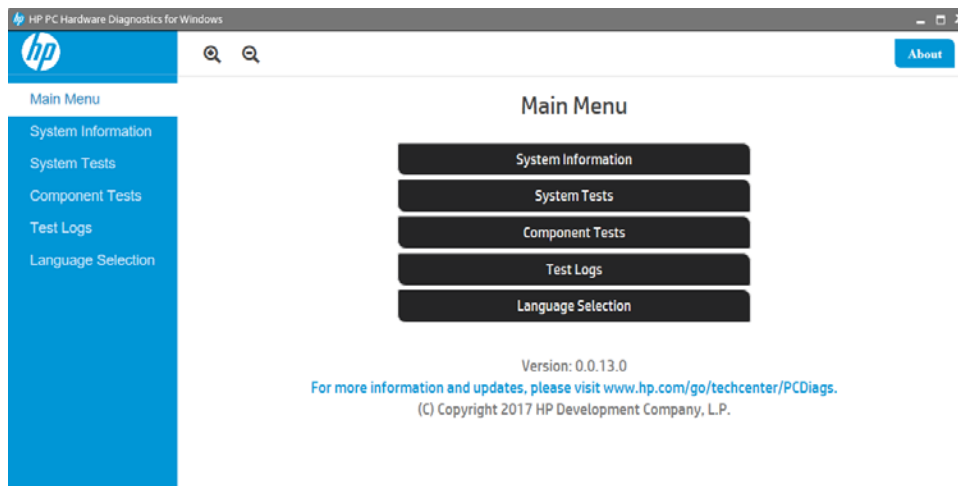 HP PC Hardware Diagnostics for Windows
hp
About
Main Menu
System Information
System Tests
Component Tests
Test Logs
Language Selection
Main Menu
System Information
System Tests
Component Tests
Test Logs
Language Selection
Version: 0.0.13.0
For more information and updates, please visit www.hp.com/go/techcenter/PCDiags.
(C) Copyright 2017 HP Development Company, L.P.